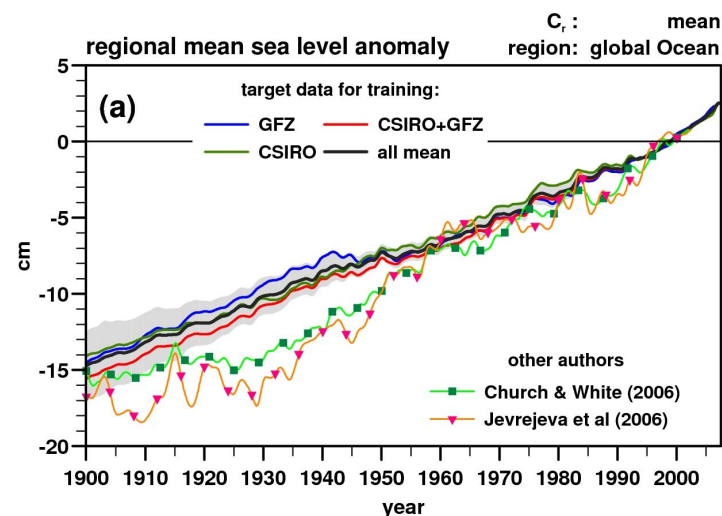 C_r : mean
regional mean sea level anomaly region: global Ocean
5
(a) target data for training:
GFZ CSIRO+GFZ
CSIRO all mean
0
-5
cm
-10
-15
other authors
Church & White (2006)
Jevrejeva et al (2006)
-20
1900 1910 1920 1930 1940 1950 1960 1970 1980 1990 2000
year